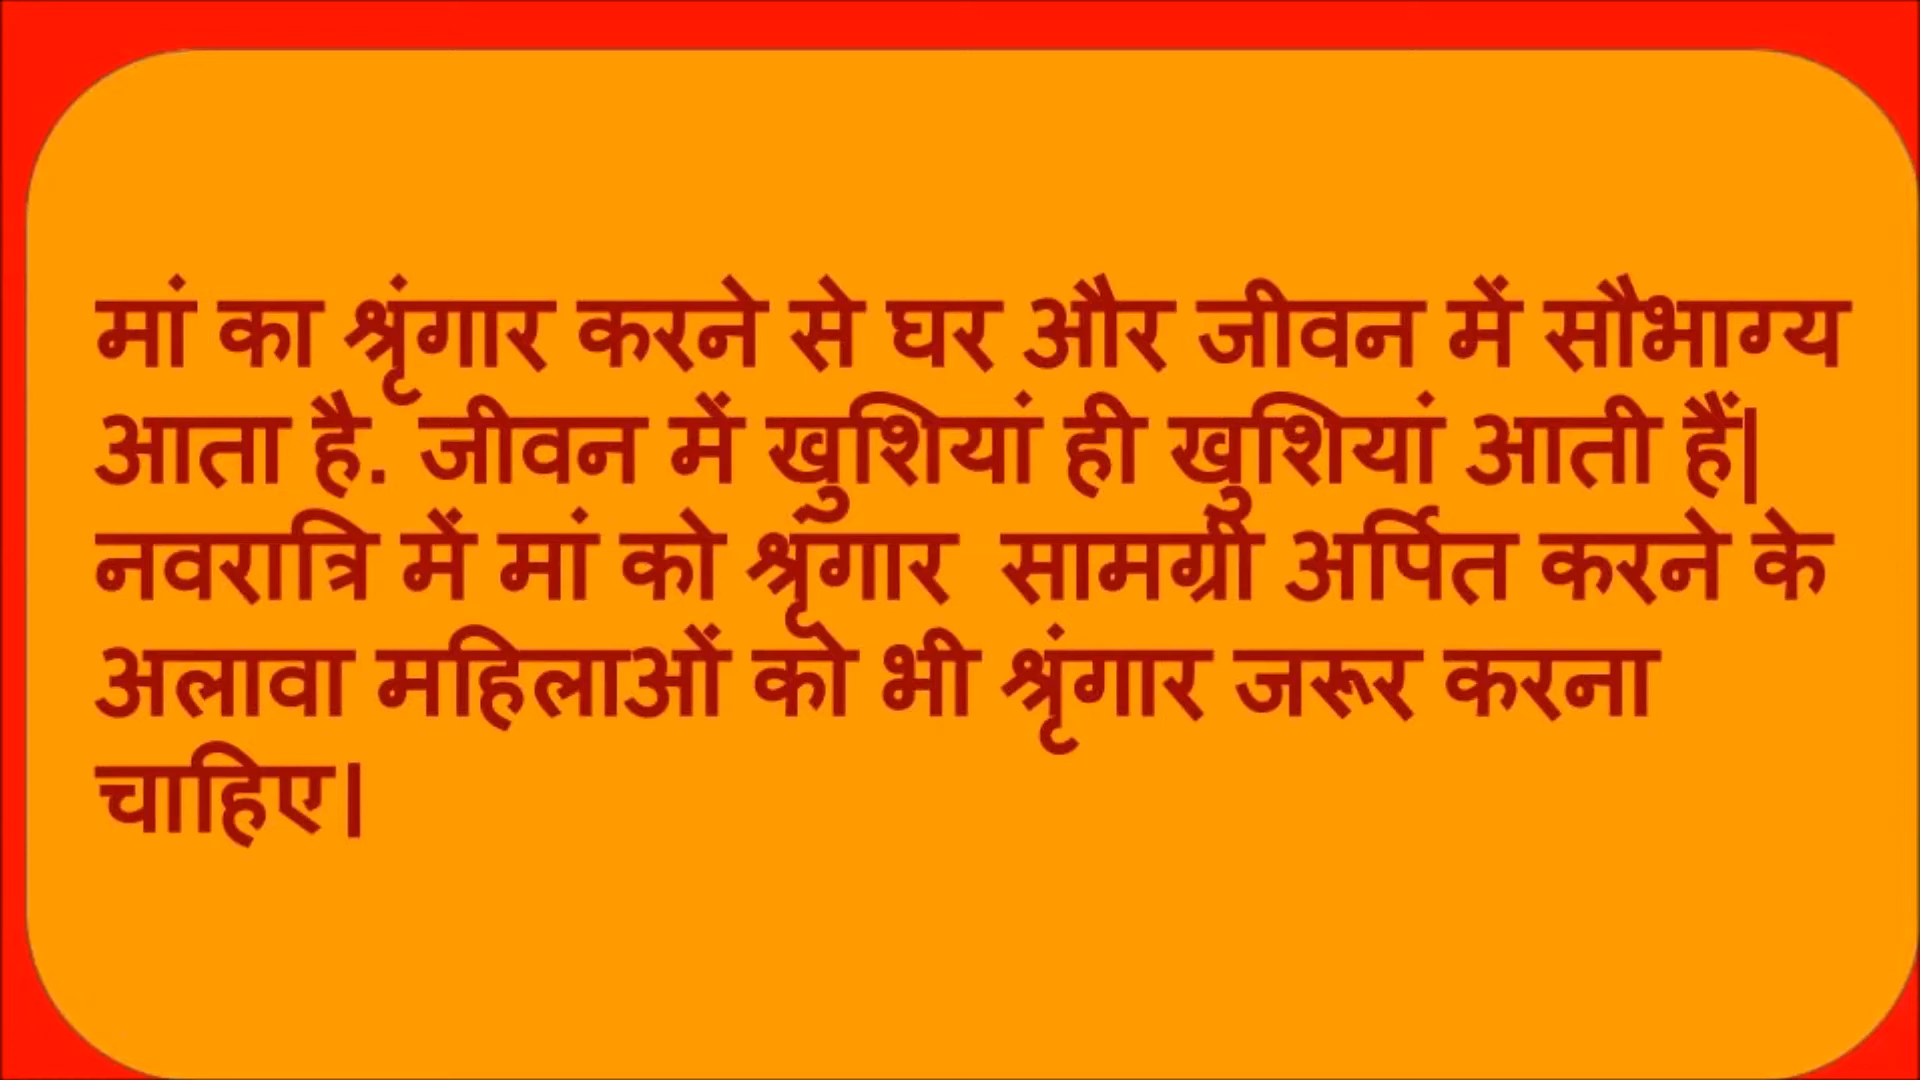 मां का श्रृंगार करने से घर और जीवन में सौभाग्य
आता है. जीवन में खुशियां ही खुशियां आती हैं|
नवरात्रि में मां को श्रृंगार  सामग्री अर्पित करने के
अलावा महिलाओं को भी श्रृंगार जरूर करना
चाहिए।